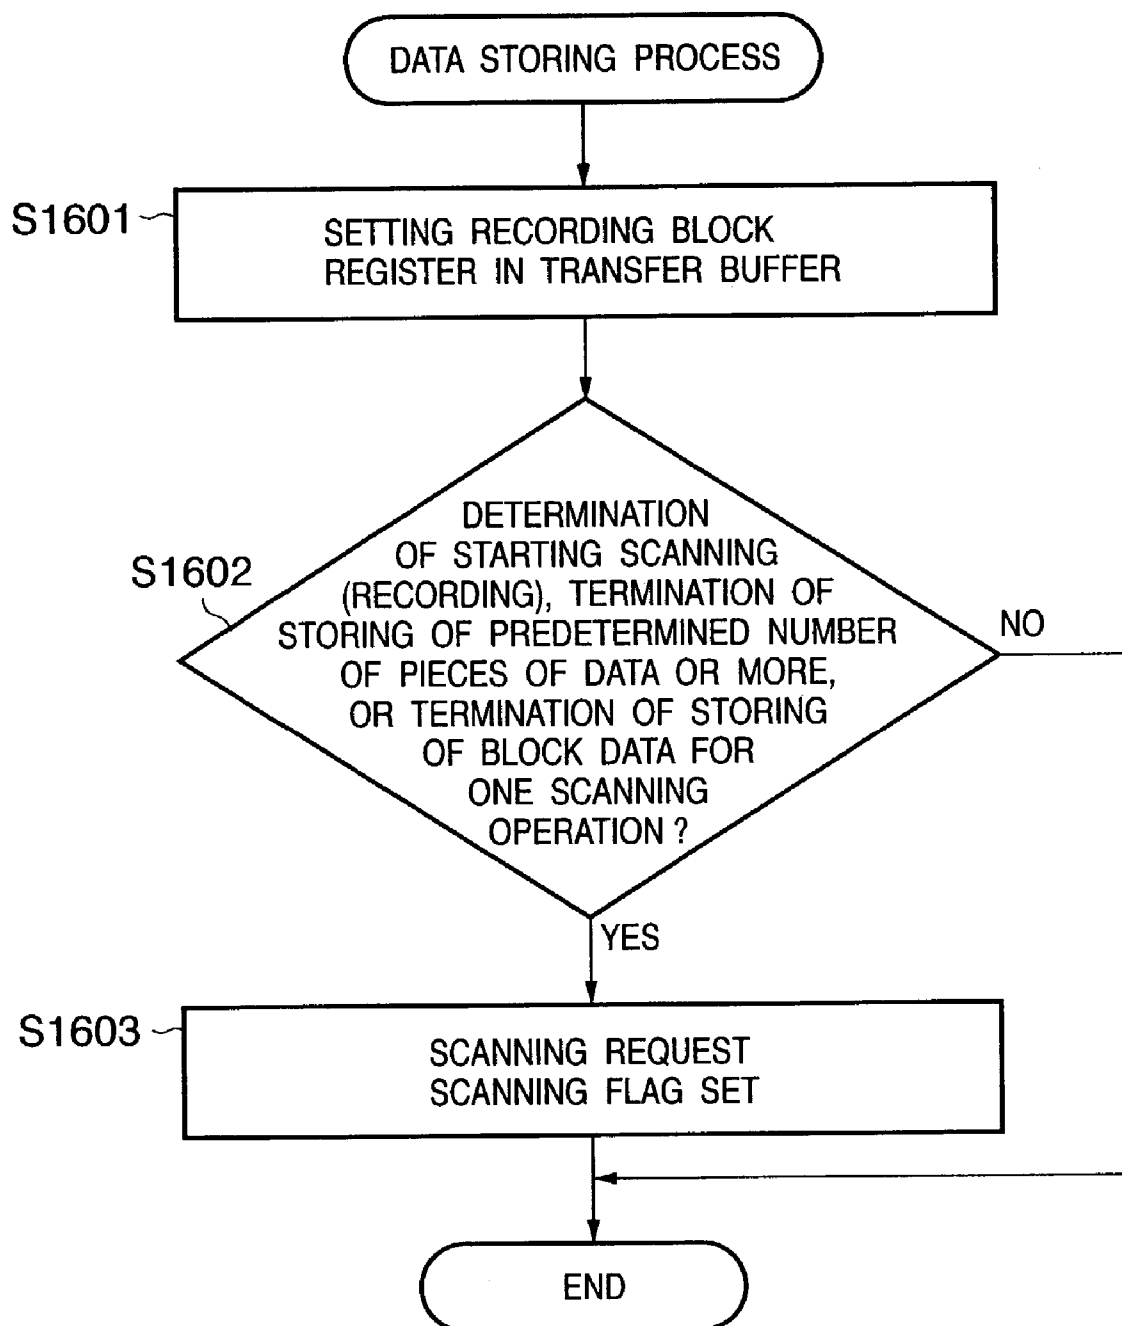 DATA STORING PROCESS
S1601
SETTING RECORDING BLOCK
REGISTER IN TRANSFER BUFFER
S1602
DETERMINATION
OF STARTING SCANNING
(RECORDING), TERMINATION OF
STORING OF PREDETERMINED NUMBER
OF PIECES OF DATA OR MORE,
OR TERMINATION OF STORING
OF BLOCK DATA FOR
ONE SCANNING
OPERATION ?
NO
YES
S1603
SCANNING REQUEST
SCANNING FLAG SET
END